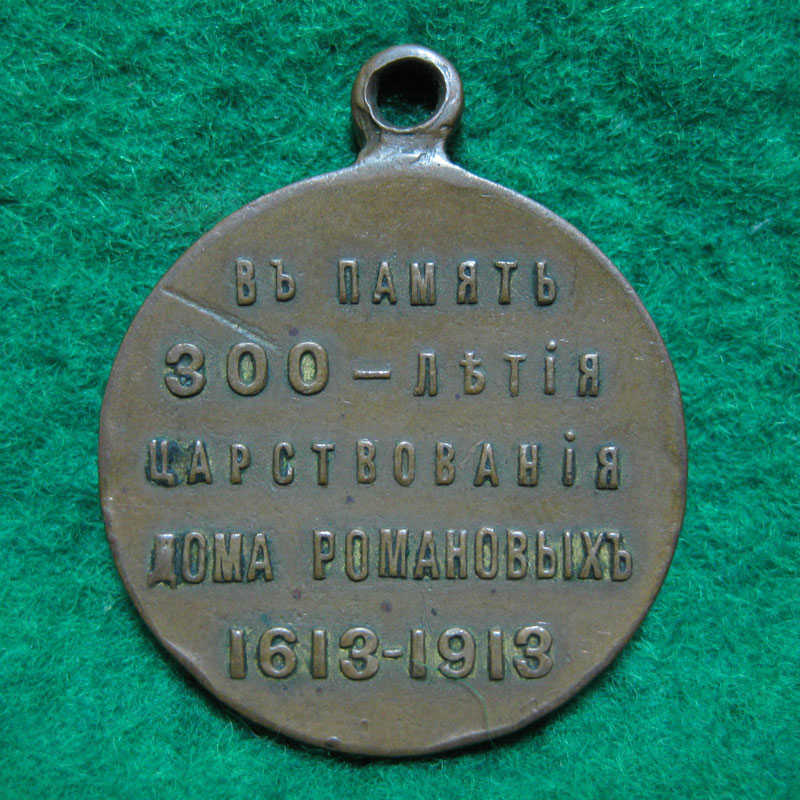 ВЪ ПАМЯТЬ
300 – ЛѢТІЯ
ЦАРСТВОВАНІЯ
ДОМА РОМАНОВЫХЪ
1613-1913